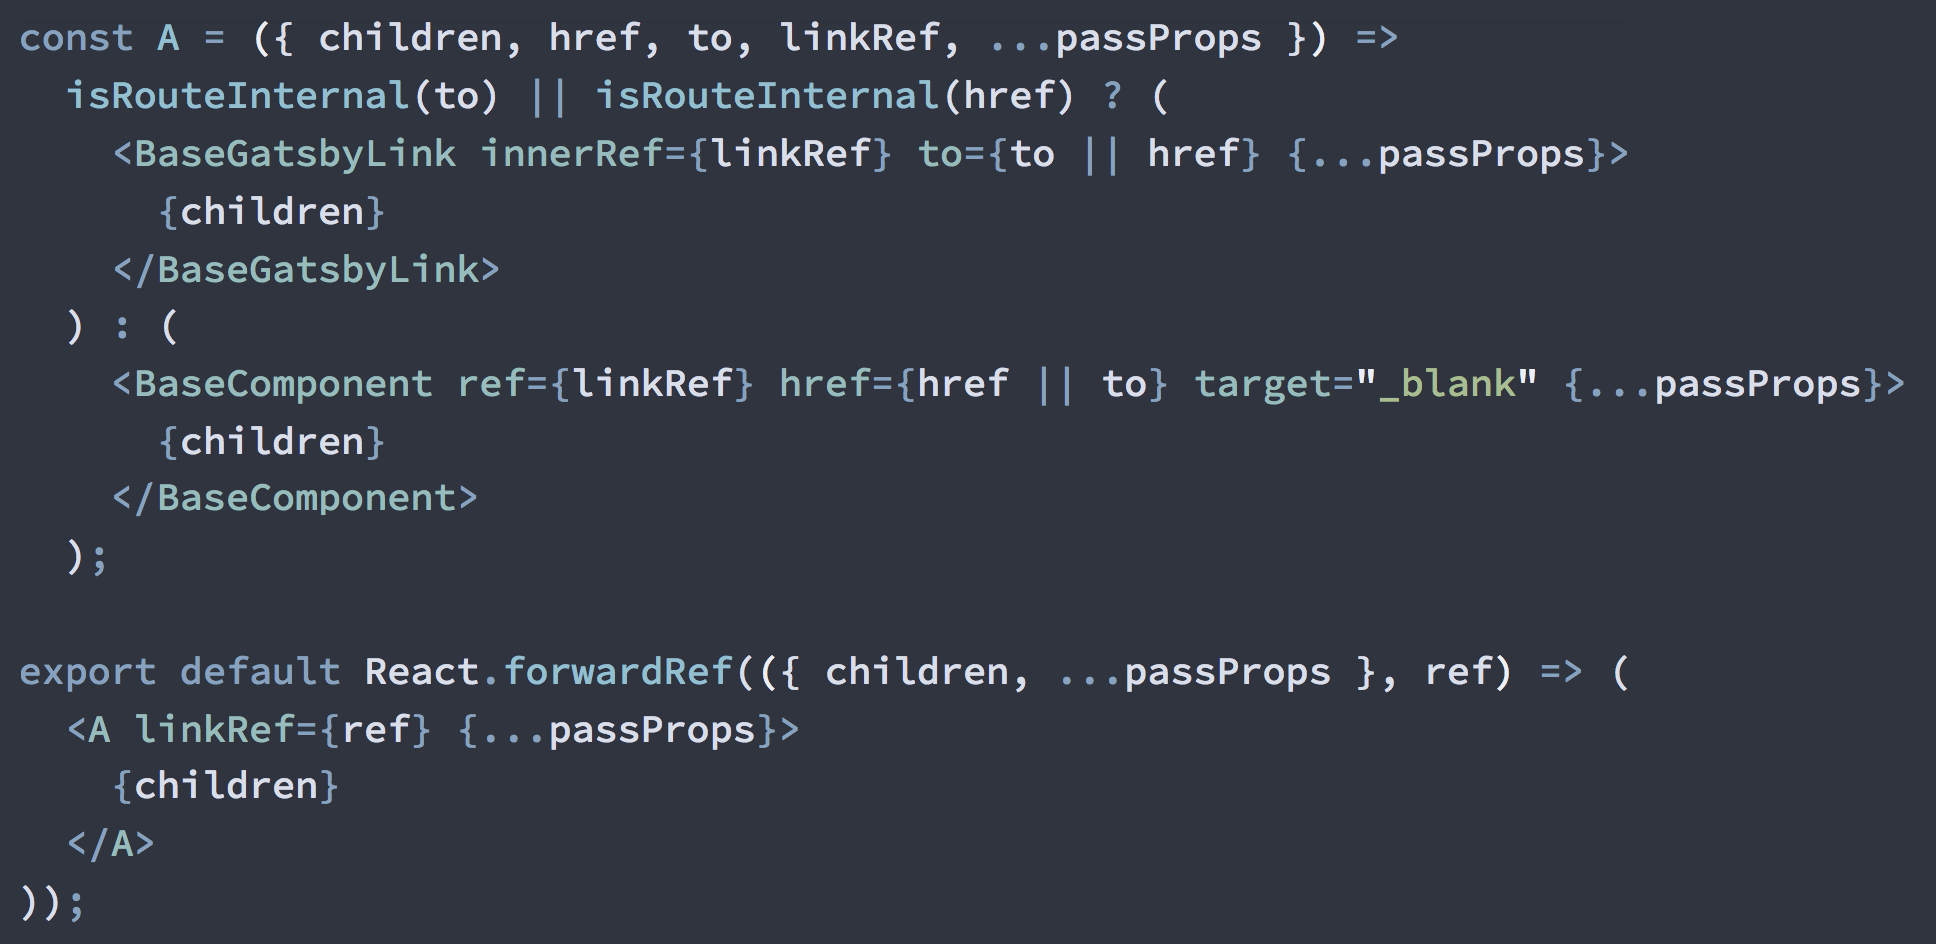 const A = ({ children, href, to, linkRef, ...passProps }) =>
  isRouteInternal(to) || isRouteInternal(href) ? (
    <BaseGatsbyLink innerRef={linkRef} to={to || href} {...passProps}>
      {children}
    </BaseGatsbyLink>
  ) : (
    <BaseComponent ref={linkRef} href={href || to} target="_blank" {...passProps}>
      {children}
    </BaseComponent>
  );

export default React.forwardRef(({ children, ...passProps }, ref) => (
  <A linkRef={ref} {...passProps}>
    {children}
  </A>
));